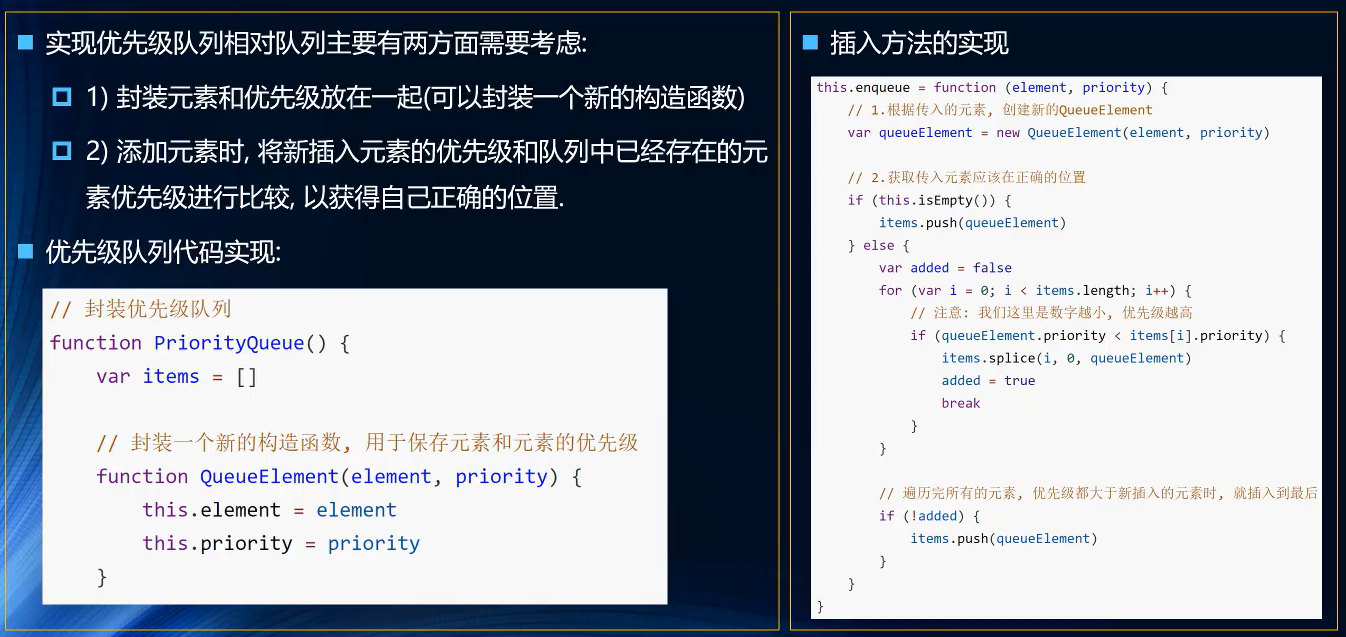 实现优先级队列相对队列主要有两方面需要考虑:
1) 封装元素和优先级放在一起(可以封装一个新的构造函数)
2) 添加元素时, 将新插入元素的优先级和队列中已经存在的元
素优先级进行比较, 以获得自己正确的位置.
优先级队列代码实现:
// 封装优先级队列
function PriorityQueue() {
    var items = []
    // 封装一个新的构造函数, 用于保存元素和元素的优先级
    function QueueElement(element, priority) {
        this.element = element
        this.priority = priority
    }
插入方法的实现
this.enqueue = function (element, priority) {
    // 1.根据传入的元素, 创建新的QueueElement
    var queueElement = new QueueElement(element, priority)
    // 2.获取传入元素应该在正确的位置
    if (this.isEmpty()) {
        items.push(queueElement)
    } else {
        var added = false
        for (var i = 0; i < items.length; i++) {
            // 注意: 我们这里是数字越小, 优先级越高
            if (queueElement.priority < items[i].priority) {
                items.splice(i, 0, queueElement)
                added = true
                break
            }
        }
        // 遍历完所有的元素, 优先级都大于新插入的元素时, 就插入到最后
        if (!added) {
            items.push(queueElement)
        }
    }
}